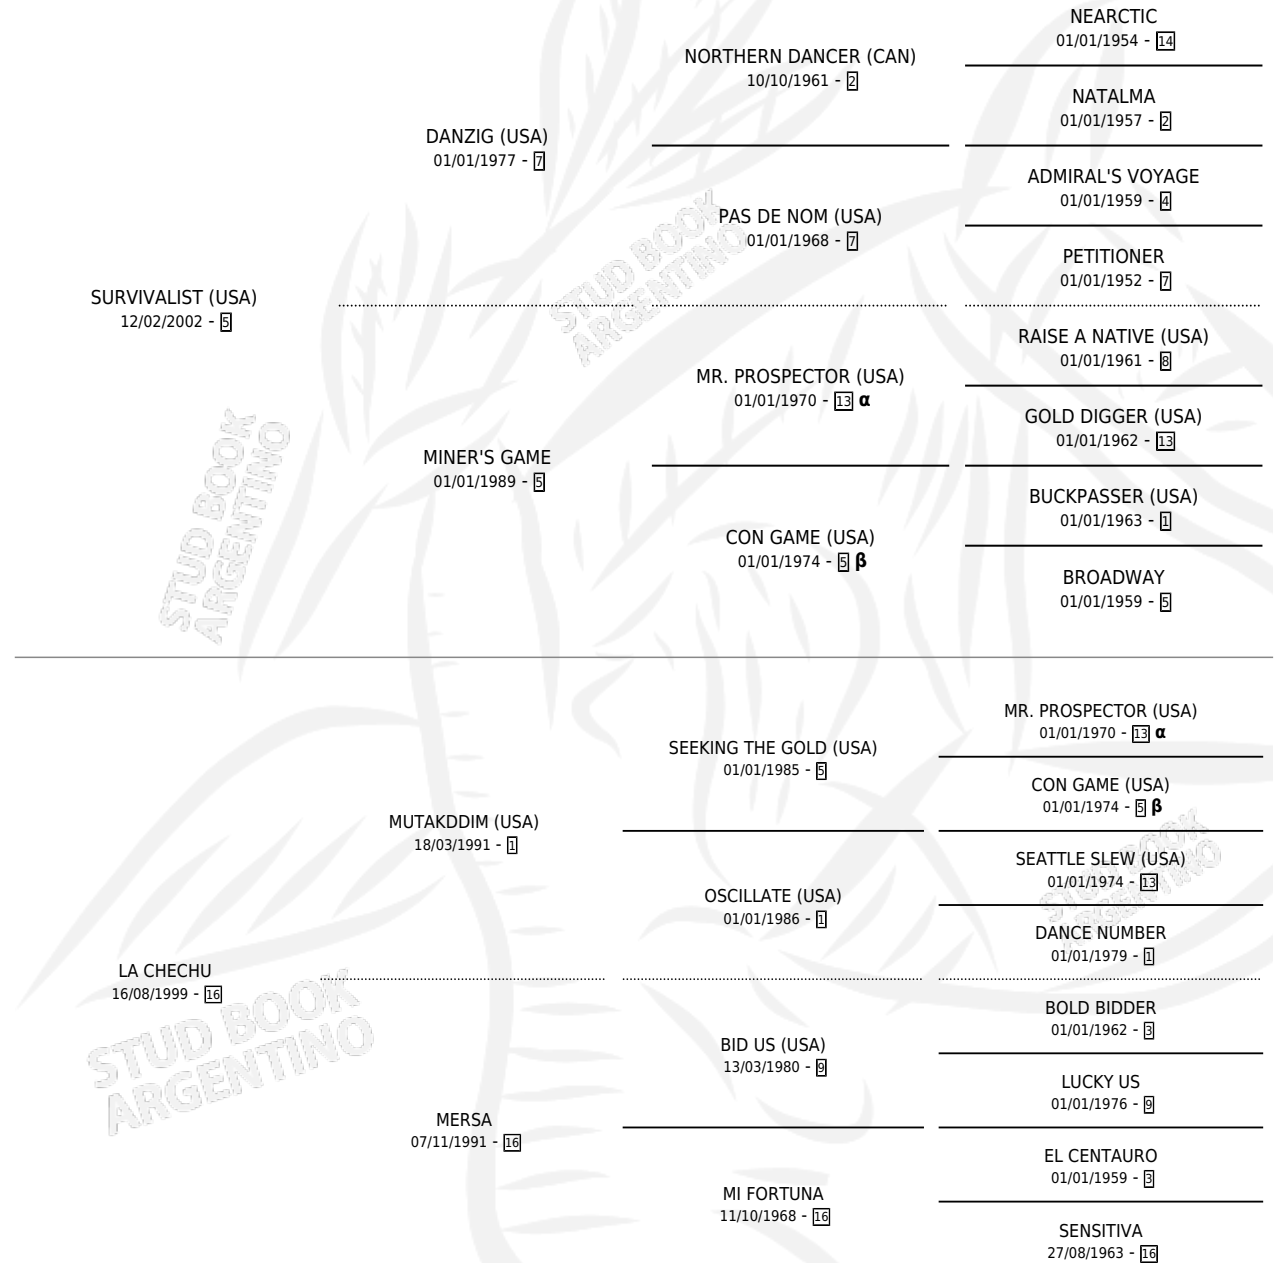 NEARCTIC
01/01/1954 - 14
NORTHERN DANCER (CAN)
10/10/1961 - 2
NATALMA
01/01/1957 - 2
DANZIG (USA)
01/01/1977 - 7
ADMIRAL'S VOYAGE
01/01/1959 - 4
PAS DE NOM (USA)
01/01/1968 - 7
PETITIONER
01/01/1952 - 7
SURVIVALIST (USA)
12/02/2002 - 5
RAISE A NATIVE (USA)
01/01/1961 - 8
MR. PROSPECTOR (USA)
01/01/1970 - 13 α
GOLD DIGGER (USA)
01/01/1962 - 13
MINER'S GAME
01/01/1989 - 5
BUCKPASSER (USA)
01/01/1963 - 1
CON GAME (USA)
01/01/1974 - 5 β
BROADWAY
01/01/1959 - 5
MR. PROSPECTOR (USA)
01/01/1970 - 13 α
SEEKING THE GOLD (USA)
01/01/1985 - 5
CON GAME (USA)
01/01/1974 - 5 β
MUTAKDDIM (USA)
18/03/1991 - 1
SEATTLE SLEW (USA)
01/01/1974 - 13
OSCILLATE (USA)
01/01/1986 - 1
DANCE NUMBER
01/01/1979 - 1
LA CHECHU
16/08/1999 - 16
BOLD BIDDER
01/01/1962 - 3
BID US (USA)
13/03/1980 - 9
LUCKY US
01/01/1976 - 9
MERSA
07/11/1991 - 16
EL CENTAURO
01/01/1959 - 3
MI FORTUNA
11/10/1968 - 16
SENSITIVA
27/08/1963 - 16
STUD BOOK
ARGENTINO
STUD BOOK
ARGENTINO
STUD BOOK
ARGENTINO
STUD BOOK
ARGENTINO